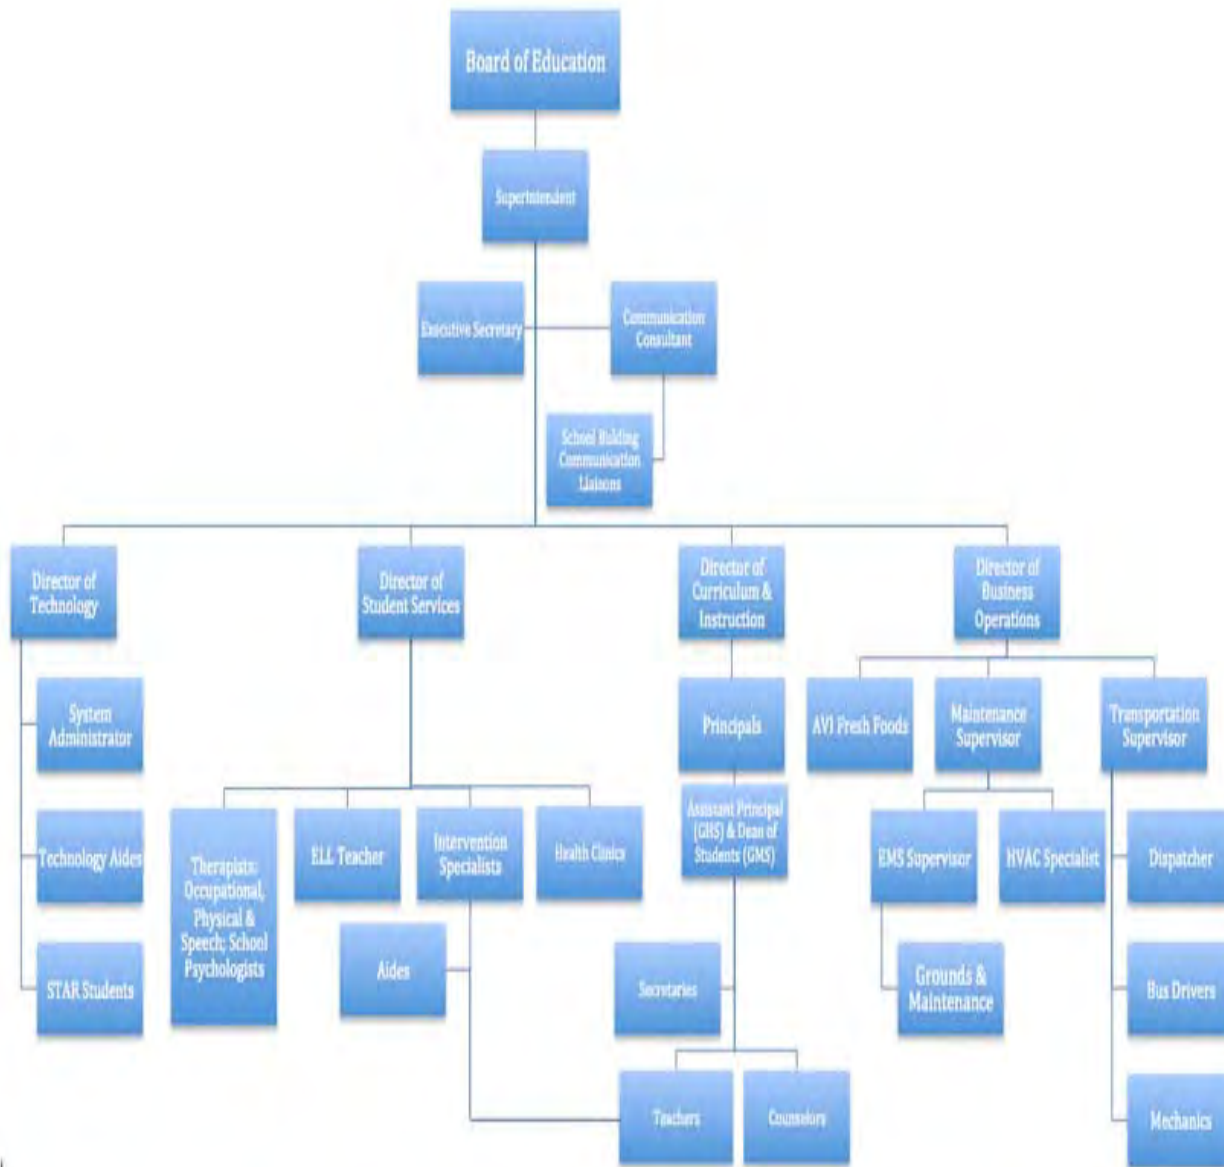 Board of Education
Superintendent
Executive Secretary
Communication
Consultant
School Bulding
Communication
Liaisons
Director of
Technology
Director of
Student Services
Director of
Curriculum &
Instruction
Director of
Business
Operations
System
Administrator
Principals
AVI Fresh Foods
Maintenance
Supervisor
Transportation
Supervisor
Technology Aides
Therapists:
Occupational,
Physical &
Speech; School
Psychologists
ELL Teacher
Intervention
Specialists
Health Clinics
Assistant Principal
(GHS) & Dean of
Students (GMS)
EMS Supervisor
HVAC Specialist
Dispatcher
STAR Students
Aides
Secretaries
Grounds &
Maintenance
Bus Drivers
Teachers
Counselors
Mechanics